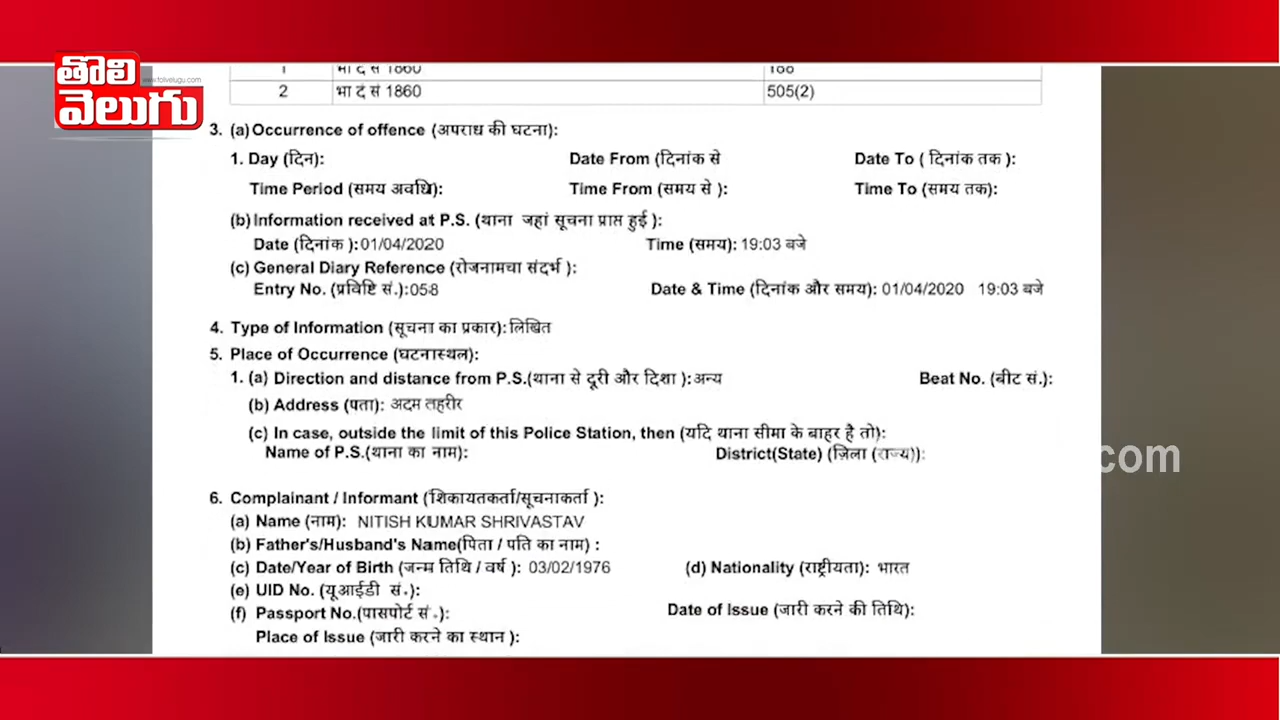 తొలి
www.tolivelugu.com
వెలుగు
1 भा द सं 1860 188
2 भा द सं 1860 505(2)
3. (a)Occurrence of offence (अपराध की घटना):
1. Day (दिन): Date From (दिनांक से Date To ( दिनांक तक ):
Time Period (समय अवधि): Time From (समय से ): Time To (समय तक):
(b)Information received at P.S. (थाना जहां सूचना प्राप्त हुई ):
Date (दिनांक ):01/04/2020 Time (समय): 19:03 बजे
(c) General Diary Reference (रोजनामचा संदर्भ ):
Entry No. (प्रविष्टि सं.):058 Date & Time (दिनांक और समय): 01/04/2020 19:03 बजे
4. Type of Information (सूचना का प्रकार): लिखित
5. Place of Occurrence (घटनास्थल):
1. (a) Direction and distance from P.S.(थाना से दूरी और दिशा ):अन्य Beat No. (बीट सं.):
(b) Address (पता): अदम तहरीर
(c) In case, outside the limit of this Police Station, then (यदि थाना सीमा के बाहर है तो):
Name of P.S.(थाना का नाम): District(State) (ज़िला (राज्य)):
.com
6. Complainant / Informant (शिकायतकर्ता/सूचनाकर्ता ):
(a) Name (नाम): NITISH KUMAR SHRIVASTAV
(b) Father's/Husband's Name(पिता / पति का नाम) :
(c) Date/Year of Birth (जन्म तिथि / वर्ष ): 03/02/1976 (d) Nationality (राष्ट्रीयता): भारत
(e) UID No. (यूआईडी सं.):
(f) Passport No.(पासपोर्ट सं.): Date of Issue (जारी करने की तिथि):
Place of Issue (जारी करने का स्थान ):